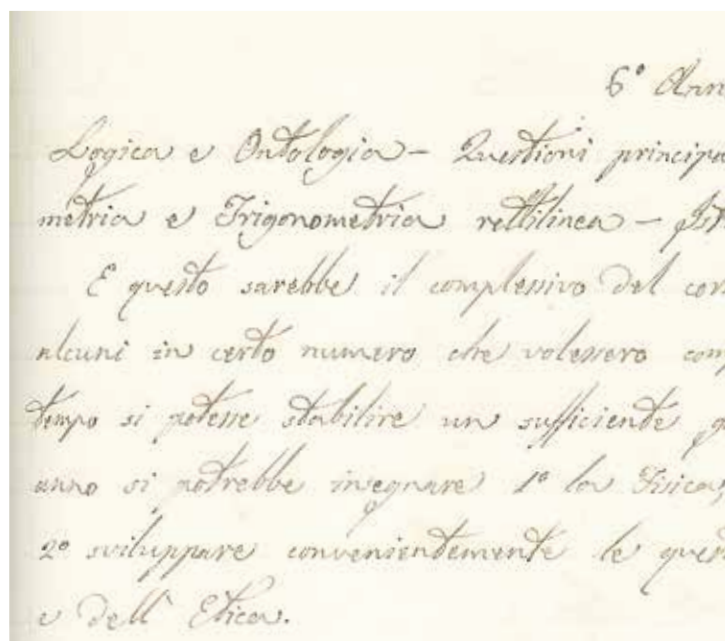 6° Ann
Logica e Ontologia – Questioni principa
metria e Trigonometria rettilinea –
E questo sarebbe il complessivo del cor
alcuni in certo numero che volessero com
tempo si potesse stabilire un sufficiente
anno si potrebbe insegnare 1° la Fisica,
2° sviluppare convenientemente le ques
e dell' Etica.